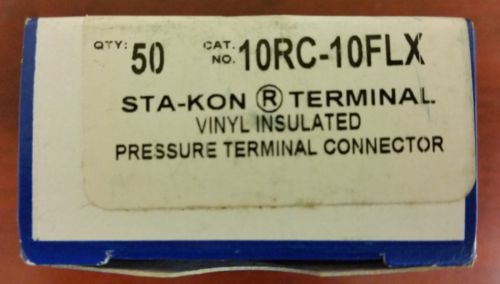 QTY: 50 CAT. NO. 10RC-10FLX
STA-KON ® TERMINAL
VINYL INSULATED
PRESSURE TERMINAL CONNECTOR